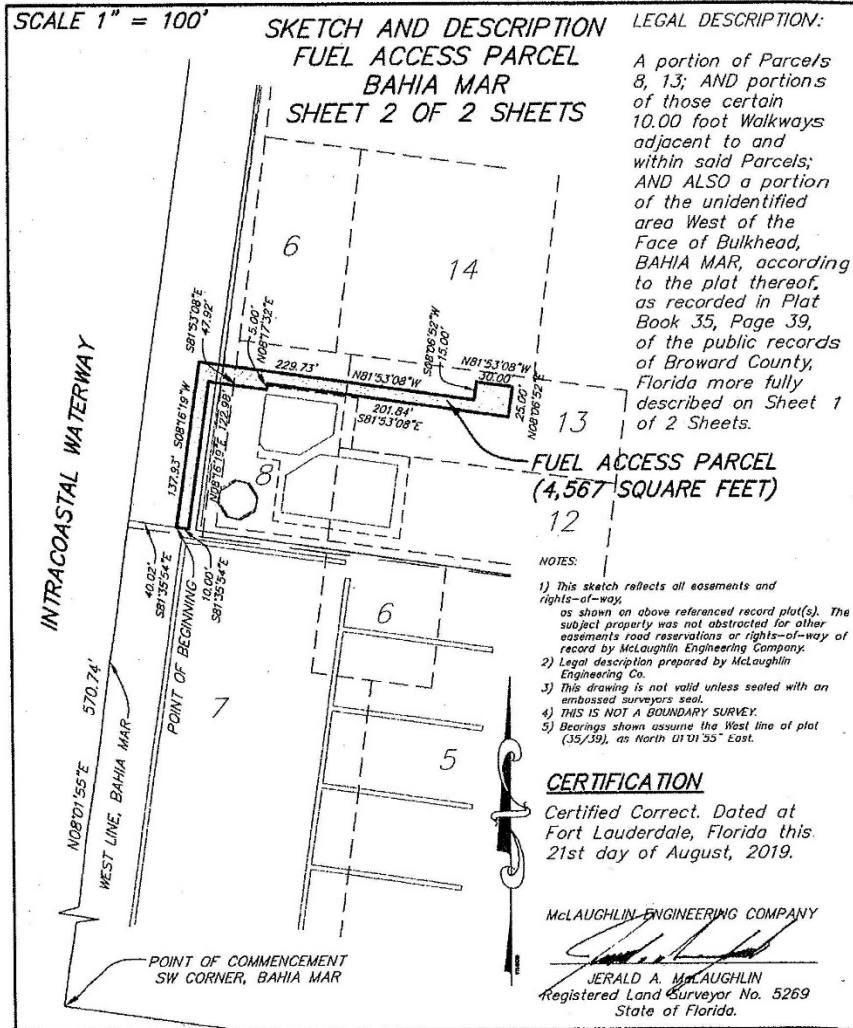 SCALE 1" = 100'
SKETCH AND DESCRIPTION
FUEL ACCESS PARCEL
BAHIA MAR
SHEET 2 OF 2 SHEETS
LEGAL DESCRIPTION:
A portion of Parcels
8, 13; AND portions
of those certain
10.00 foot Walkways
adjacent to and
within said Parcels;
AND ALSO a portion
of the unidentified
area West of the
Face of Bulkhead,
BAHIA MAR, according
to the plat thereof,
as recorded in Plat
Book 35, Page 39,
of the public records
of Broward County,
Florida more fully
described on Sheet 1
of 2 Sheets.
6
14
S81°53'08"E
47.92'
5.00'
N08°17'32"E
229.73'
N81°53'08"W
S08°06'52"W
15.00'
N81°53'08"W
30.00'
25.00'
N08°06'52"E
201.84'
S81°53'08"E
13
137.93' S08°16'19"W
N08°16'19"E 122.98'
8
FUEL ACCESS PARCEL
(4,567 SQUARE FEET)
12
INTRACOASTAL WATERWAY
40.02'
S81°35'54"E
10.00'
S81°35'54"E
POINT OF BEGINNING
6
7
5
N08°01'55"E 570.74'
WEST LINE, BAHIA MAR
POINT OF COMMENCEMENT
SW CORNER, BAHIA MAR
NOTES:
1) This sketch reflects all easements and
rights-of-way,
as shown on above referenced record plat(s). The
subject property was not abstracted for other
easements road reservations or rights-of-way of
record by McLaughlin Engineering Company.
2) Legal description prepared by McLaughlin
Engineering Co.
3) This drawing is not valid unless sealed with an
embossed surveyors seal.
4) THIS IS NOT A BOUNDARY SURVEY.
5) Bearings shown assume the West line of plat
(35/39), as North 01°01'55" East.
CERTIFICATION
Certified Correct. Dated at
Fort Lauderdale, Florida this
21st day of August, 2019.
McLAUGHLIN ENGINEERING COMPANY
JERALD A. McLAUGHLIN
Registered Land Surveyor No. 5269
State of Florida.